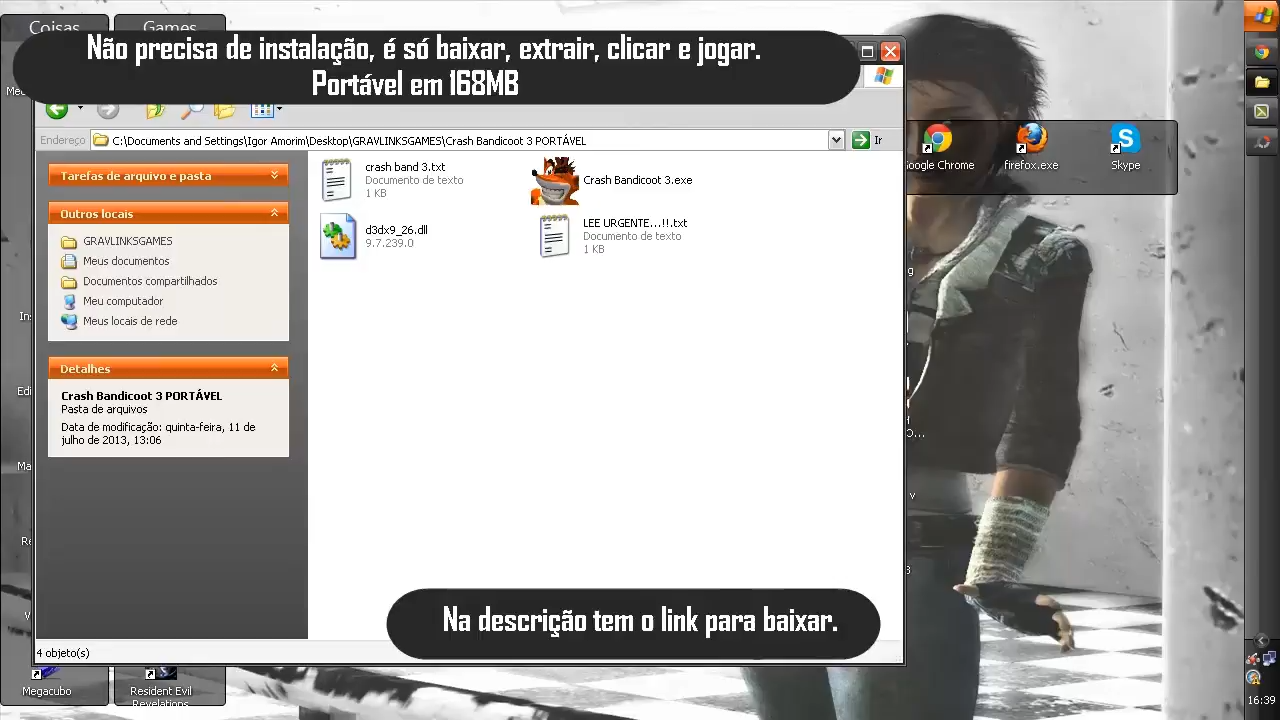 Coisas
Games
Não precisa de instalação, é só baixar, extrair, clicar e jogar.
Portável em 168MB
Endereço
C:\Documents and Settings\Igor Amorim\Desktop\GRAVLINKSGAMES\Crash Bandicoot 3 PORTÁVEL
Ir
Tarefas de arquivo e pasta
Outros locais
GRAVLINKSGAMES
Meus documentos
Documentos compartilhados
Meu computador
Meus locais de rede
Detalhes
Crash Bandicoot 3 PORTÁVEL
Pasta de arquivos
Data de modificação: quinta-feira, 11 de
julho de 2013, 13:06
crash band 3.txt
Documento de texto
1 KB
Crash Bandicoot 3.exe
d3dx9_26.dll
9.7.239.0
LEE URGENTE...!!.txt
Documento de texto
1 KB
Google Chrome
firefox.exe
Skype
Na descrição tem o link para baixar.
4 objeto(s)
Megacubo
Resident Evil
Revelations
16:39